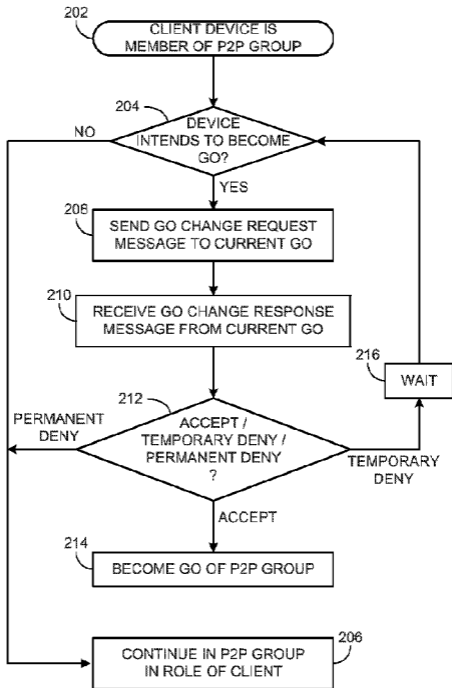 202
CLIENT DEVICE IS
MEMBER OF P2P GROUP
204
DEVICE
INTENDS TO BECOME
GO?
NO
YES
208
SEND GO CHANGE REQUEST
MESSAGE TO CURRENT GO
210
RECEIVE GO CHANGE RESPONSE
MESSAGE FROM CURRENT GO
216
WAIT
212
ACCEPT /
TEMPORARY DENY /
PERMANENT DENY
?
PERMANENT
DENY
TEMPORARY
DENY
ACCEPT
214
BECOME GO OF P2P GROUP
206
CONTINUE IN P2P GROUP
IN ROLE OF CLIENT